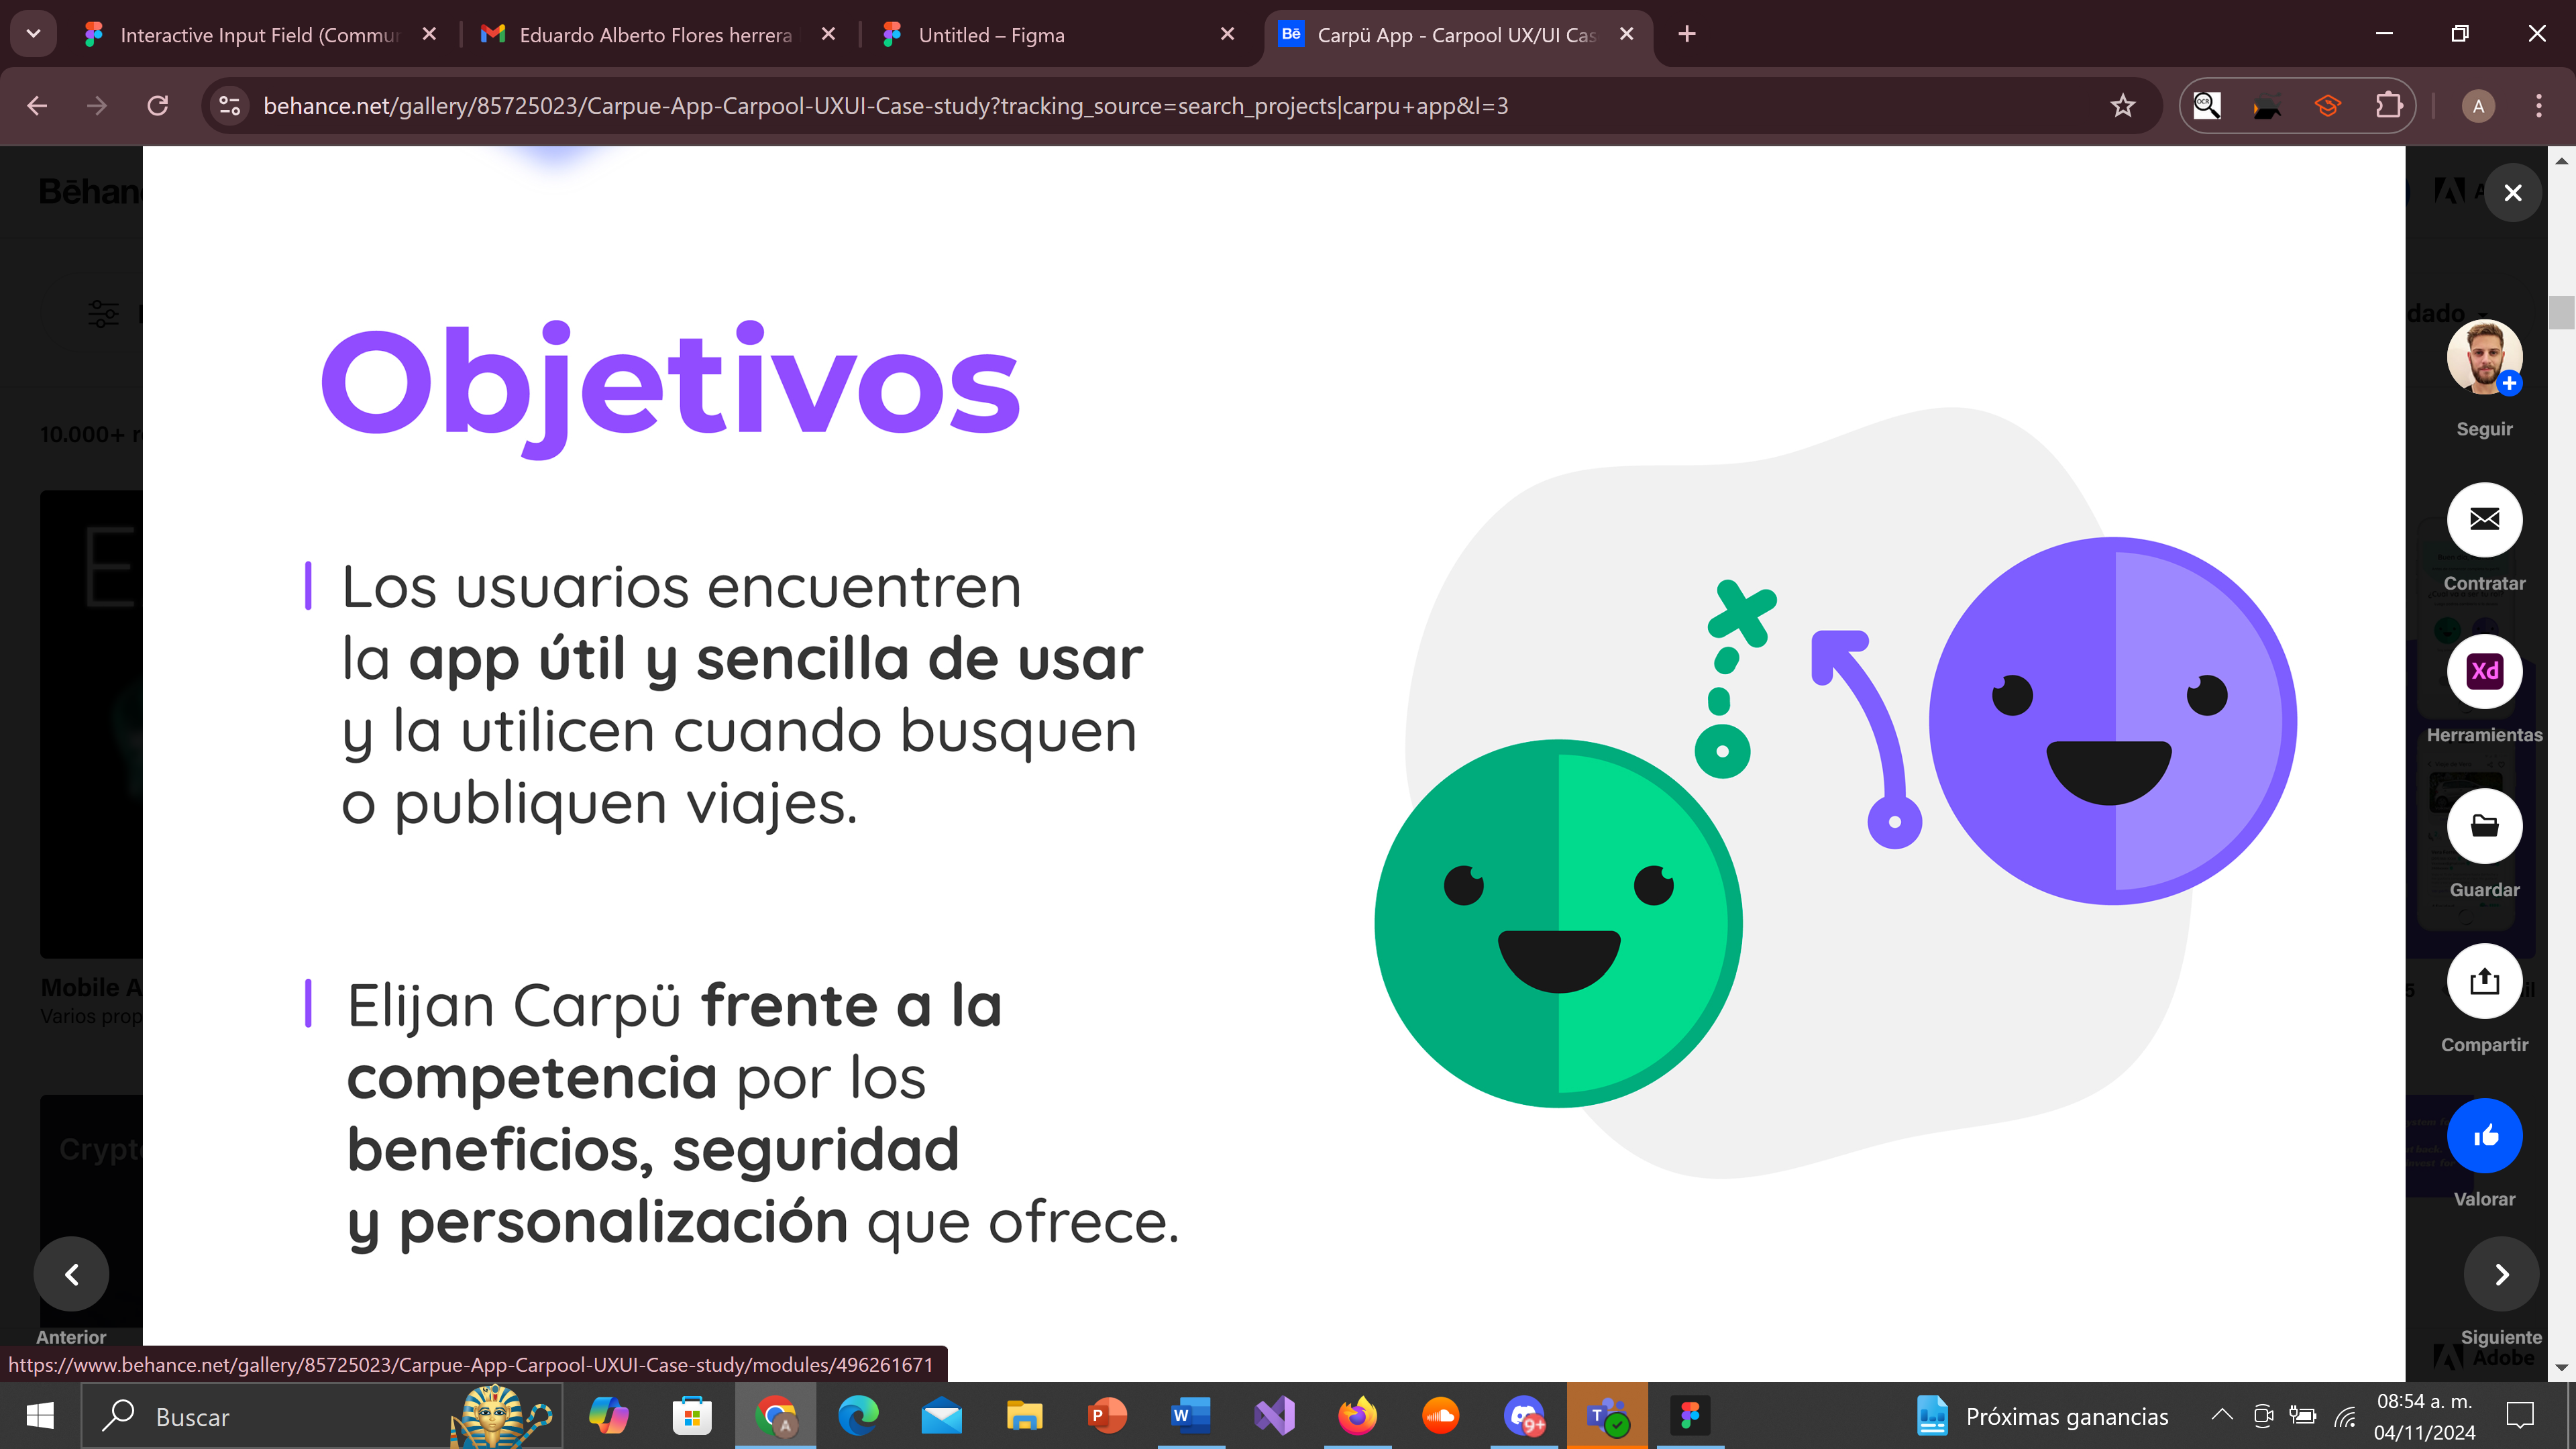 Interactive Input Field (Commu
Eduardo Alberto Flores herrera
Untitled – Figma
Bē
Carpü App - Carpool UX/UI Cas
behance.net/gallery/85725023/Carpue-App-Carpool-UXUI-Case-study?tracking_source=search_projects|carpu+app&l=3
OCR
A
Bēhan
dado
10.000+ r
E
Mobile A
Varios prop
Crypt
Objetivos
Los usuarios encuentren
la app útil y sencilla de usar
y la utilicen cuando busquen
o publiquen viajes.
Elijan Carpü frente a la
competencia por los
beneficios, seguridad
y personalización que ofrece.
Seguir
Contratar
Xd
Herramientas
Guardar
Compartir
Valorar
Anterior
Siguiente
Adobe
https://www.behance.net/gallery/85725023/Carpue-App-Carpool-UXUI-Case-study/modules/496261671
Buscar
A
P
W
9+
T
Próximas ganancias
08:54 a. m.
04/11/2024